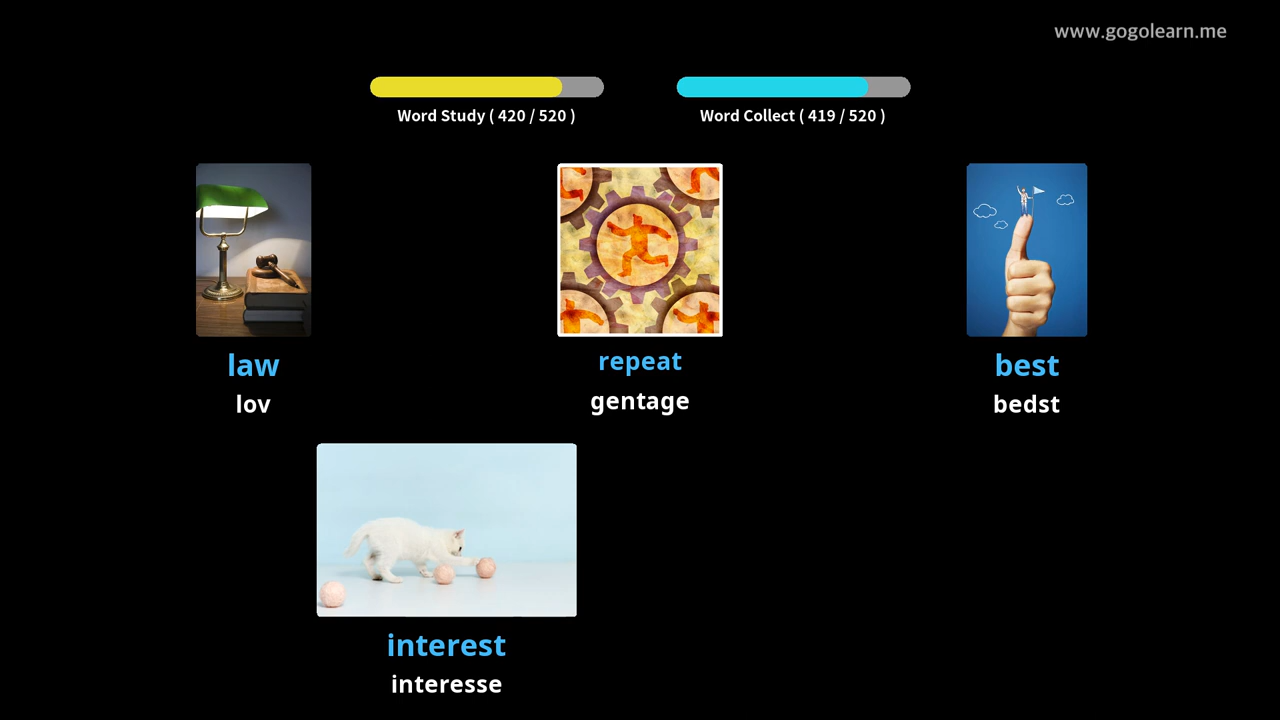 www.gogolearn.me
Word Study ( 420 / 520 )
Word Collect ( 419 / 520 )
law
lov
repeat
gentage
best
bedst
interest
interesse